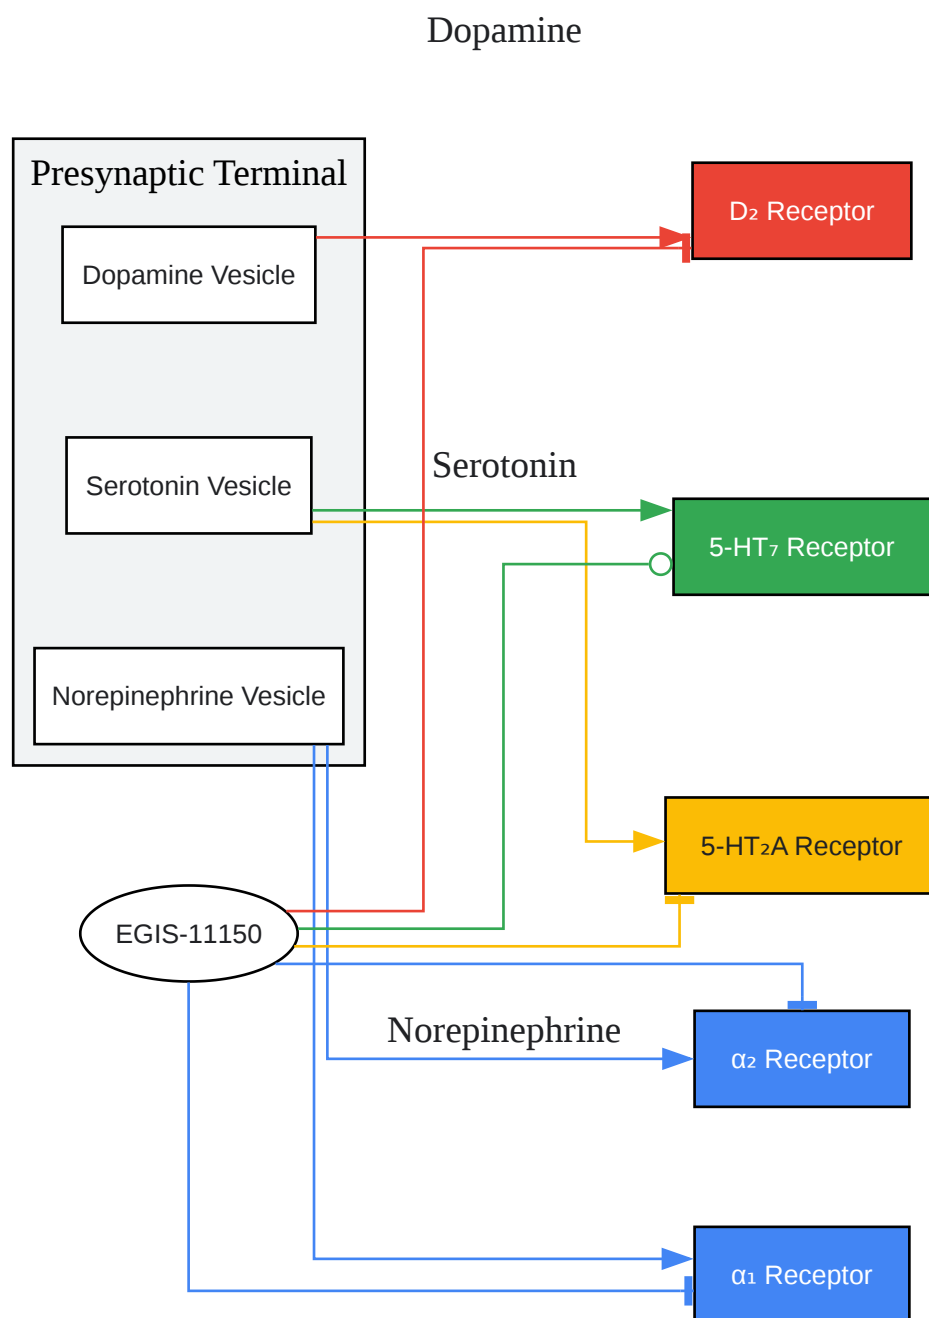 Dopamine
Presynaptic Terminal
D₂ Receptor
Dopamine Vesicle
Serotonin
Serotonin Vesicle
5-HT₇ Receptor
Norepinephrine Vesicle
5-HT₂A Receptor
EGIS-11150
Norepinephrine
α₂ Receptor
α₁ Receptor